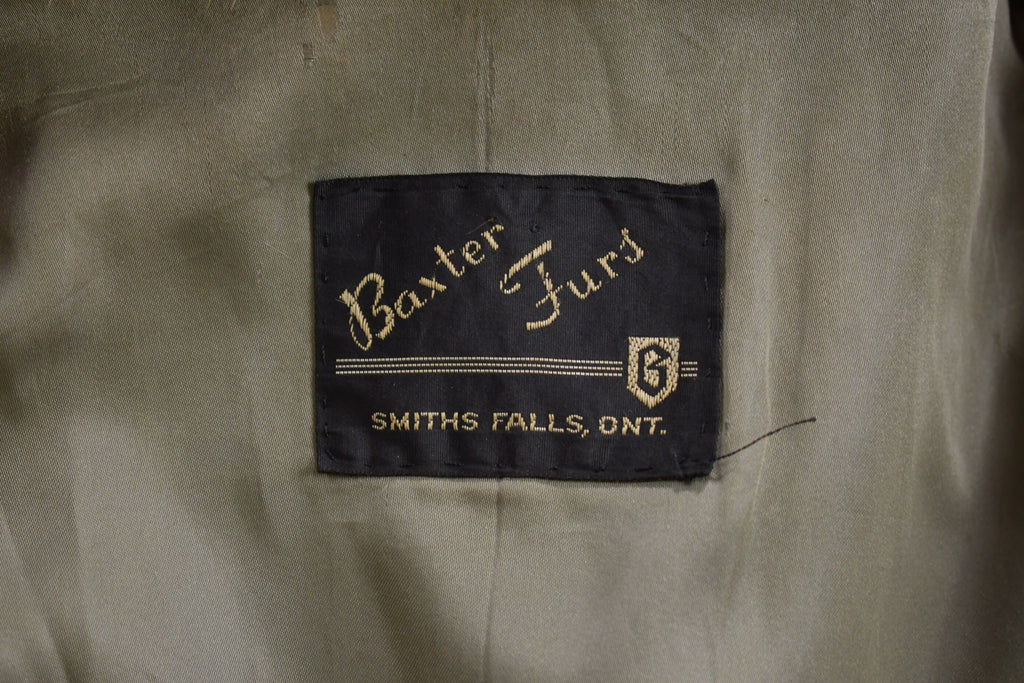 Baxter Furs
SMITHS FALLS, ONT.